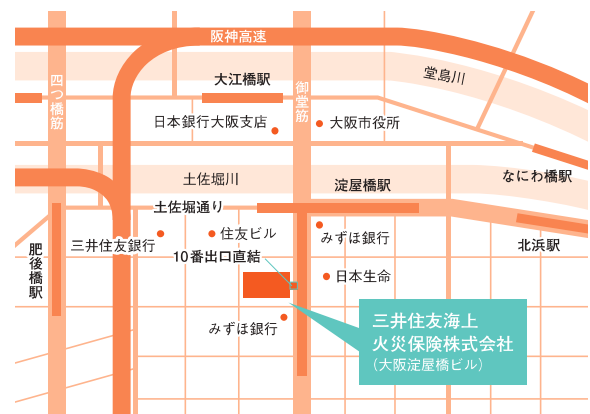 阪神高速
堂島川
大江橋駅
四つ橋筋
御堂筋
日本銀行大阪支店
大阪市役所
なにわ橋駅
土佐堀川
淀屋橋駅
土佐堀通り
住友ビル
みずほ銀行
三井住友銀行
北浜駅
10番出口直結
肥後橋駅
日本生命
みずほ銀行
三井住友海上
火災保険株式会社
(大阪淀屋橋ビル)